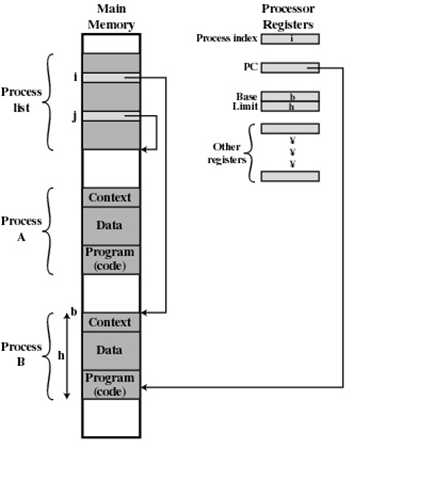 Main
Memory
Processor
Registers
Process index
i
i
PC
Process
list
Base
b
Limit
h
j
Other
registers
¥
¥
¥
Process
A
Context
Data
Program
(code)
b
Process
B
h
Context
Data
Program
(code)